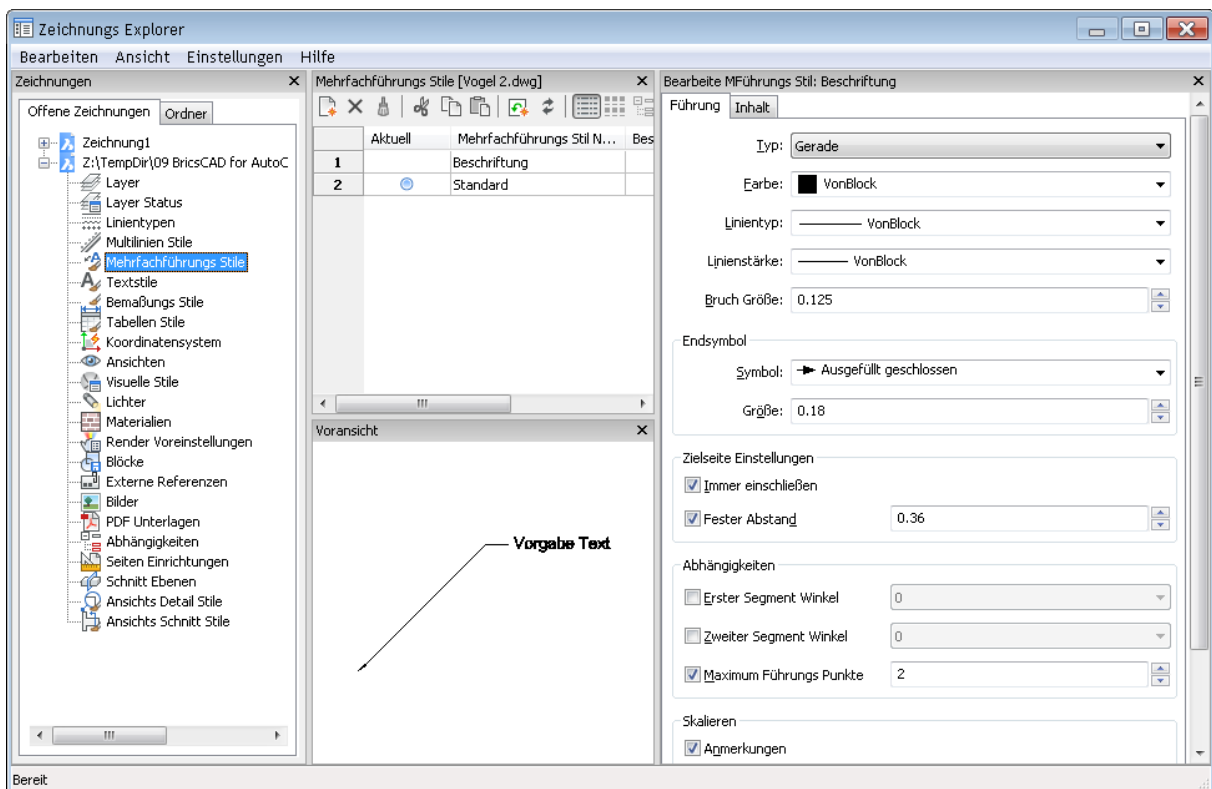 Zeichnungs Explorer
Bearbeiten Ansicht Einstellungen Hilfe
Zeichnungen
Offene Zeichnungen Ordner
Zeichnung1
Z:\TempDir\09 BricsCAD for AutoC
Layer
Layer Status
Linientypen
Multilinien Stile
Mehrfachführungs Stile
Textstile
Bemaßungs Stile
Tabellen Stile
Koordinatensystem
Ansichten
Visuelle Stile
Lichter
Materialien
Render Voreinstellungen
Blöcke
Externe Referenzen
Bilder
PDF Unterlagen
Abhängigkeiten
Seiten Einrichtungen
Schnitt Ebenen
Ansichts Detail Stile
Ansichts Schnitt Stile
Mehrfachführungs Stile [Vogel 2.dwg]
Aktuell Mehrfachführungs Stil N... Bes
1 Beschriftung
2 Standard
Voransicht
Vorgabe Text
Bearbeite MFührungs Stil: Beschriftung
Führung Inhalt
Typ: Gerade
Farbe: VonBlock
Linientyp: VonBlock
Linienstärke: VonBlock
Bruch Größe: 0.125
Endsymbol
Symbol: Ausgefüllt geschlossen
Größe: 0.18
Zielseite Einstellungen
Immer einschließen
Fester Abstand 0.36
Abhängigkeiten
Erster Segment Winkel 0
Zweiter Segment Winkel 0
Maximum Führungs Punkte 2
Skalieren
Anmerkungen
Bereit